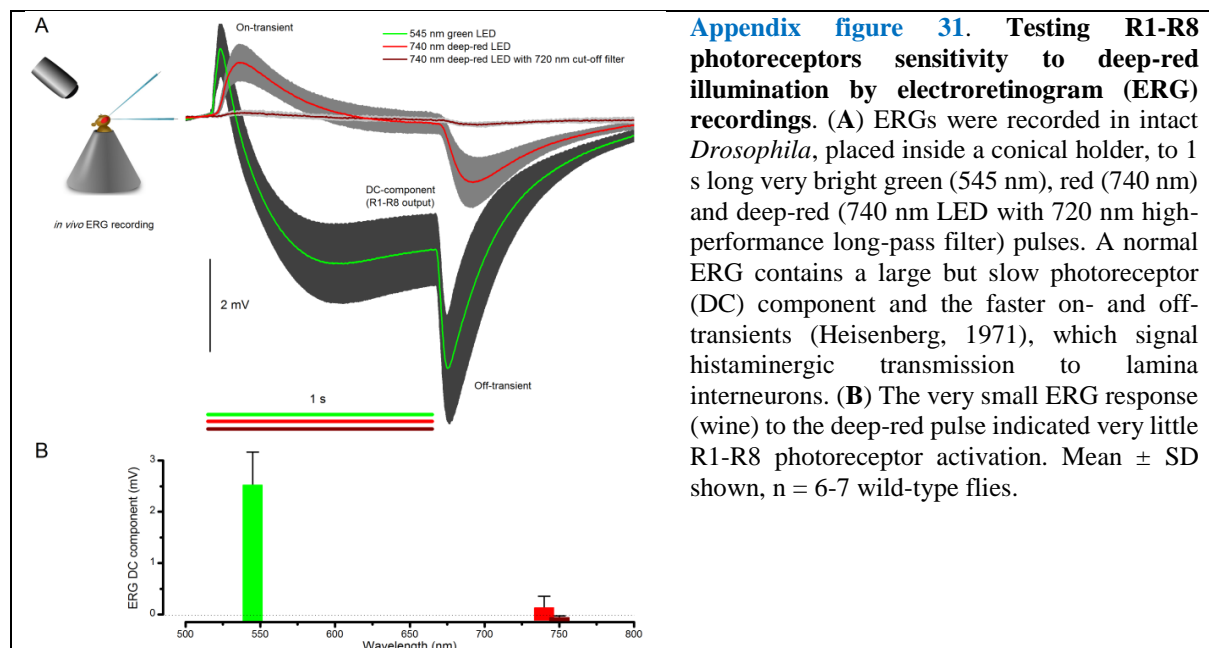 A
On-transient
545 nm green LED
740 nm deep-red LED
740 nm deep-red LED with 720 nm cut-off filter
DC-component
(R1-R8 output)
in vivo ERG recording
2 mV
Off-transient
1 s
B
ERG DC component (mV)
3
2
1
0
500
550
600
650
700
750
800
Wavelength (nm)
Appendix figure 31. Testing R1-R8
photoreceptors sensitivity to deep-red
illumination by electroretinogram (ERG)
recordings. (A) ERGs were recorded in intact
Drosophila, placed inside a conical holder, to 1
s long very bright green (545 nm), red (740 nm)
and deep-red (740 nm LED with 720 nm high-
performance long-pass filter) pulses. A normal
ERG contains a large but slow photoreceptor
(DC) component and the faster on- and off-
transients (Heisenberg, 1971), which signal
histaminergic transmission to lamina
interneurons. (B) The very small ERG response
(wine) to the deep-red pulse indicated very little
R1-R8 photoreceptor activation. Mean ± SD
shown, n = 6-7 wild-type flies.